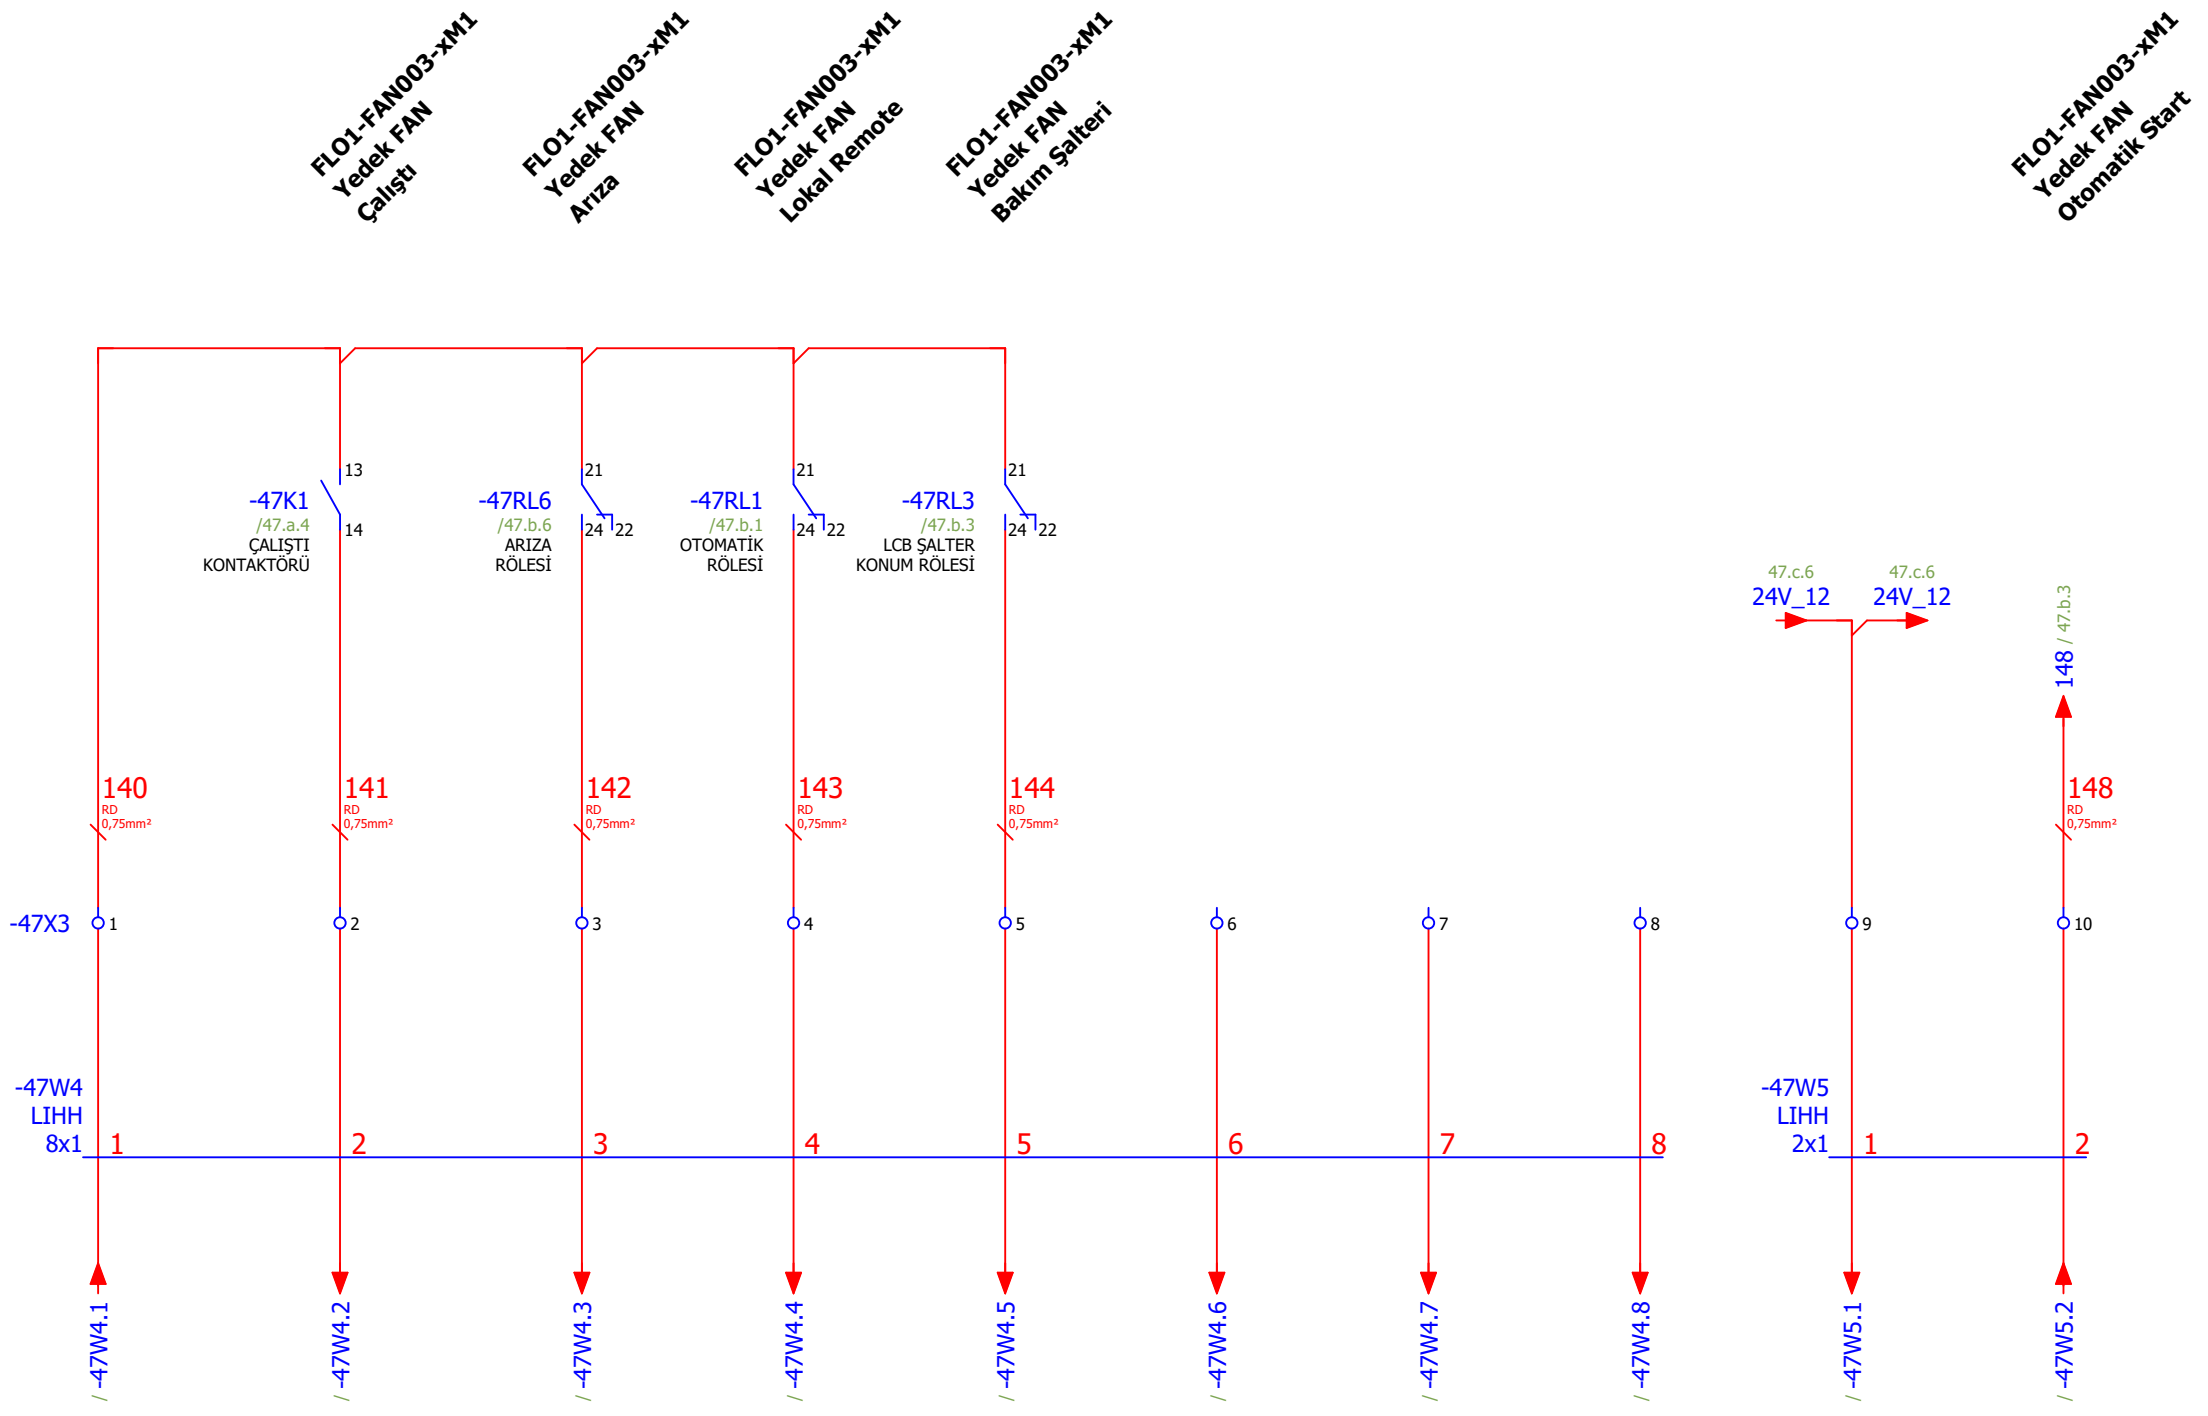 FLO1-FAN003-xM1
Yedek FAN
Çalıştı
FLO1-FAN003-xM1
Yedek FAN
Arıza
FLO1-FAN003-xM1
Yedek FAN
Lokal Remote
FLO1-FAN003-xM1
Yedek FAN
Bakım Şalteri
FLO1-FAN003-xM1
Yedek FAN
Otomatik Start
-47K1
/47.a.4
ÇALIŞTI
KONTAKTÖRÜ
13
14
-47RL6
/47.b.6
ARIZA
RÖLESİ
21
24 22
-47RL1
/47.b.1
OTOMATİK
RÖLESİ
21
24 22
-47RL3
/47.b.3
LCB ŞALTER
KONUM RÖLESİ
21
24 22
47.c.6
24V_12
47.c.6
24V_12
148 / 47.b.3
140
RD
0,75mm²
141
RD
0,75mm²
142
RD
0,75mm²
143
RD
0,75mm²
144
RD
0,75mm²
148
RD
0,75mm²
-47X3 1 2 3 4 5 6 7 8 9 10
-47W4
LIHH
8x1 1 2 3 4 5 6 7 8
-47W5
LIHH
2x1 1 2
/ -47W4.1
/ -47W4.2
/ -47W4.3
/ -47W4.4
/ -47W4.5
/ -47W4.6
/ -47W4.7
/ -47W4.8
/ -47W5.1
/ -47W5.2